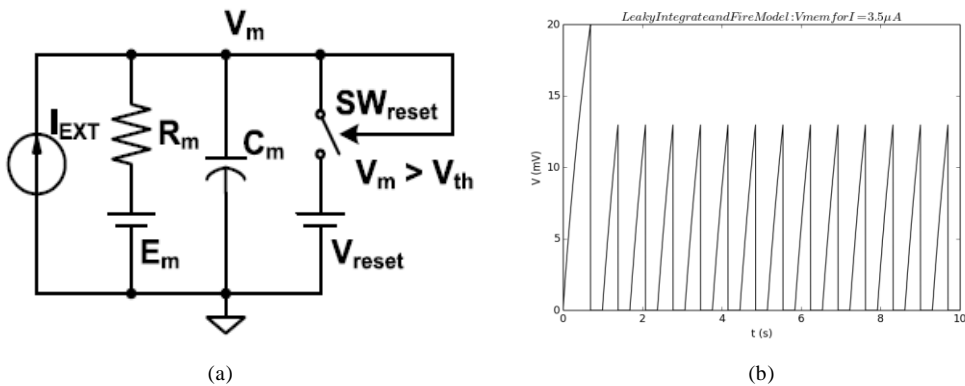 V_m
I_EXT
R_m
C_m
SW_reset
V_m > V_th
E_m
V_reset
(a)
LeakyIntegrateandFireModel:VmemforI=3.5μA
V (mV)
20
15
10
5
0
0 2 4 6 8 10
t (s)
(b)